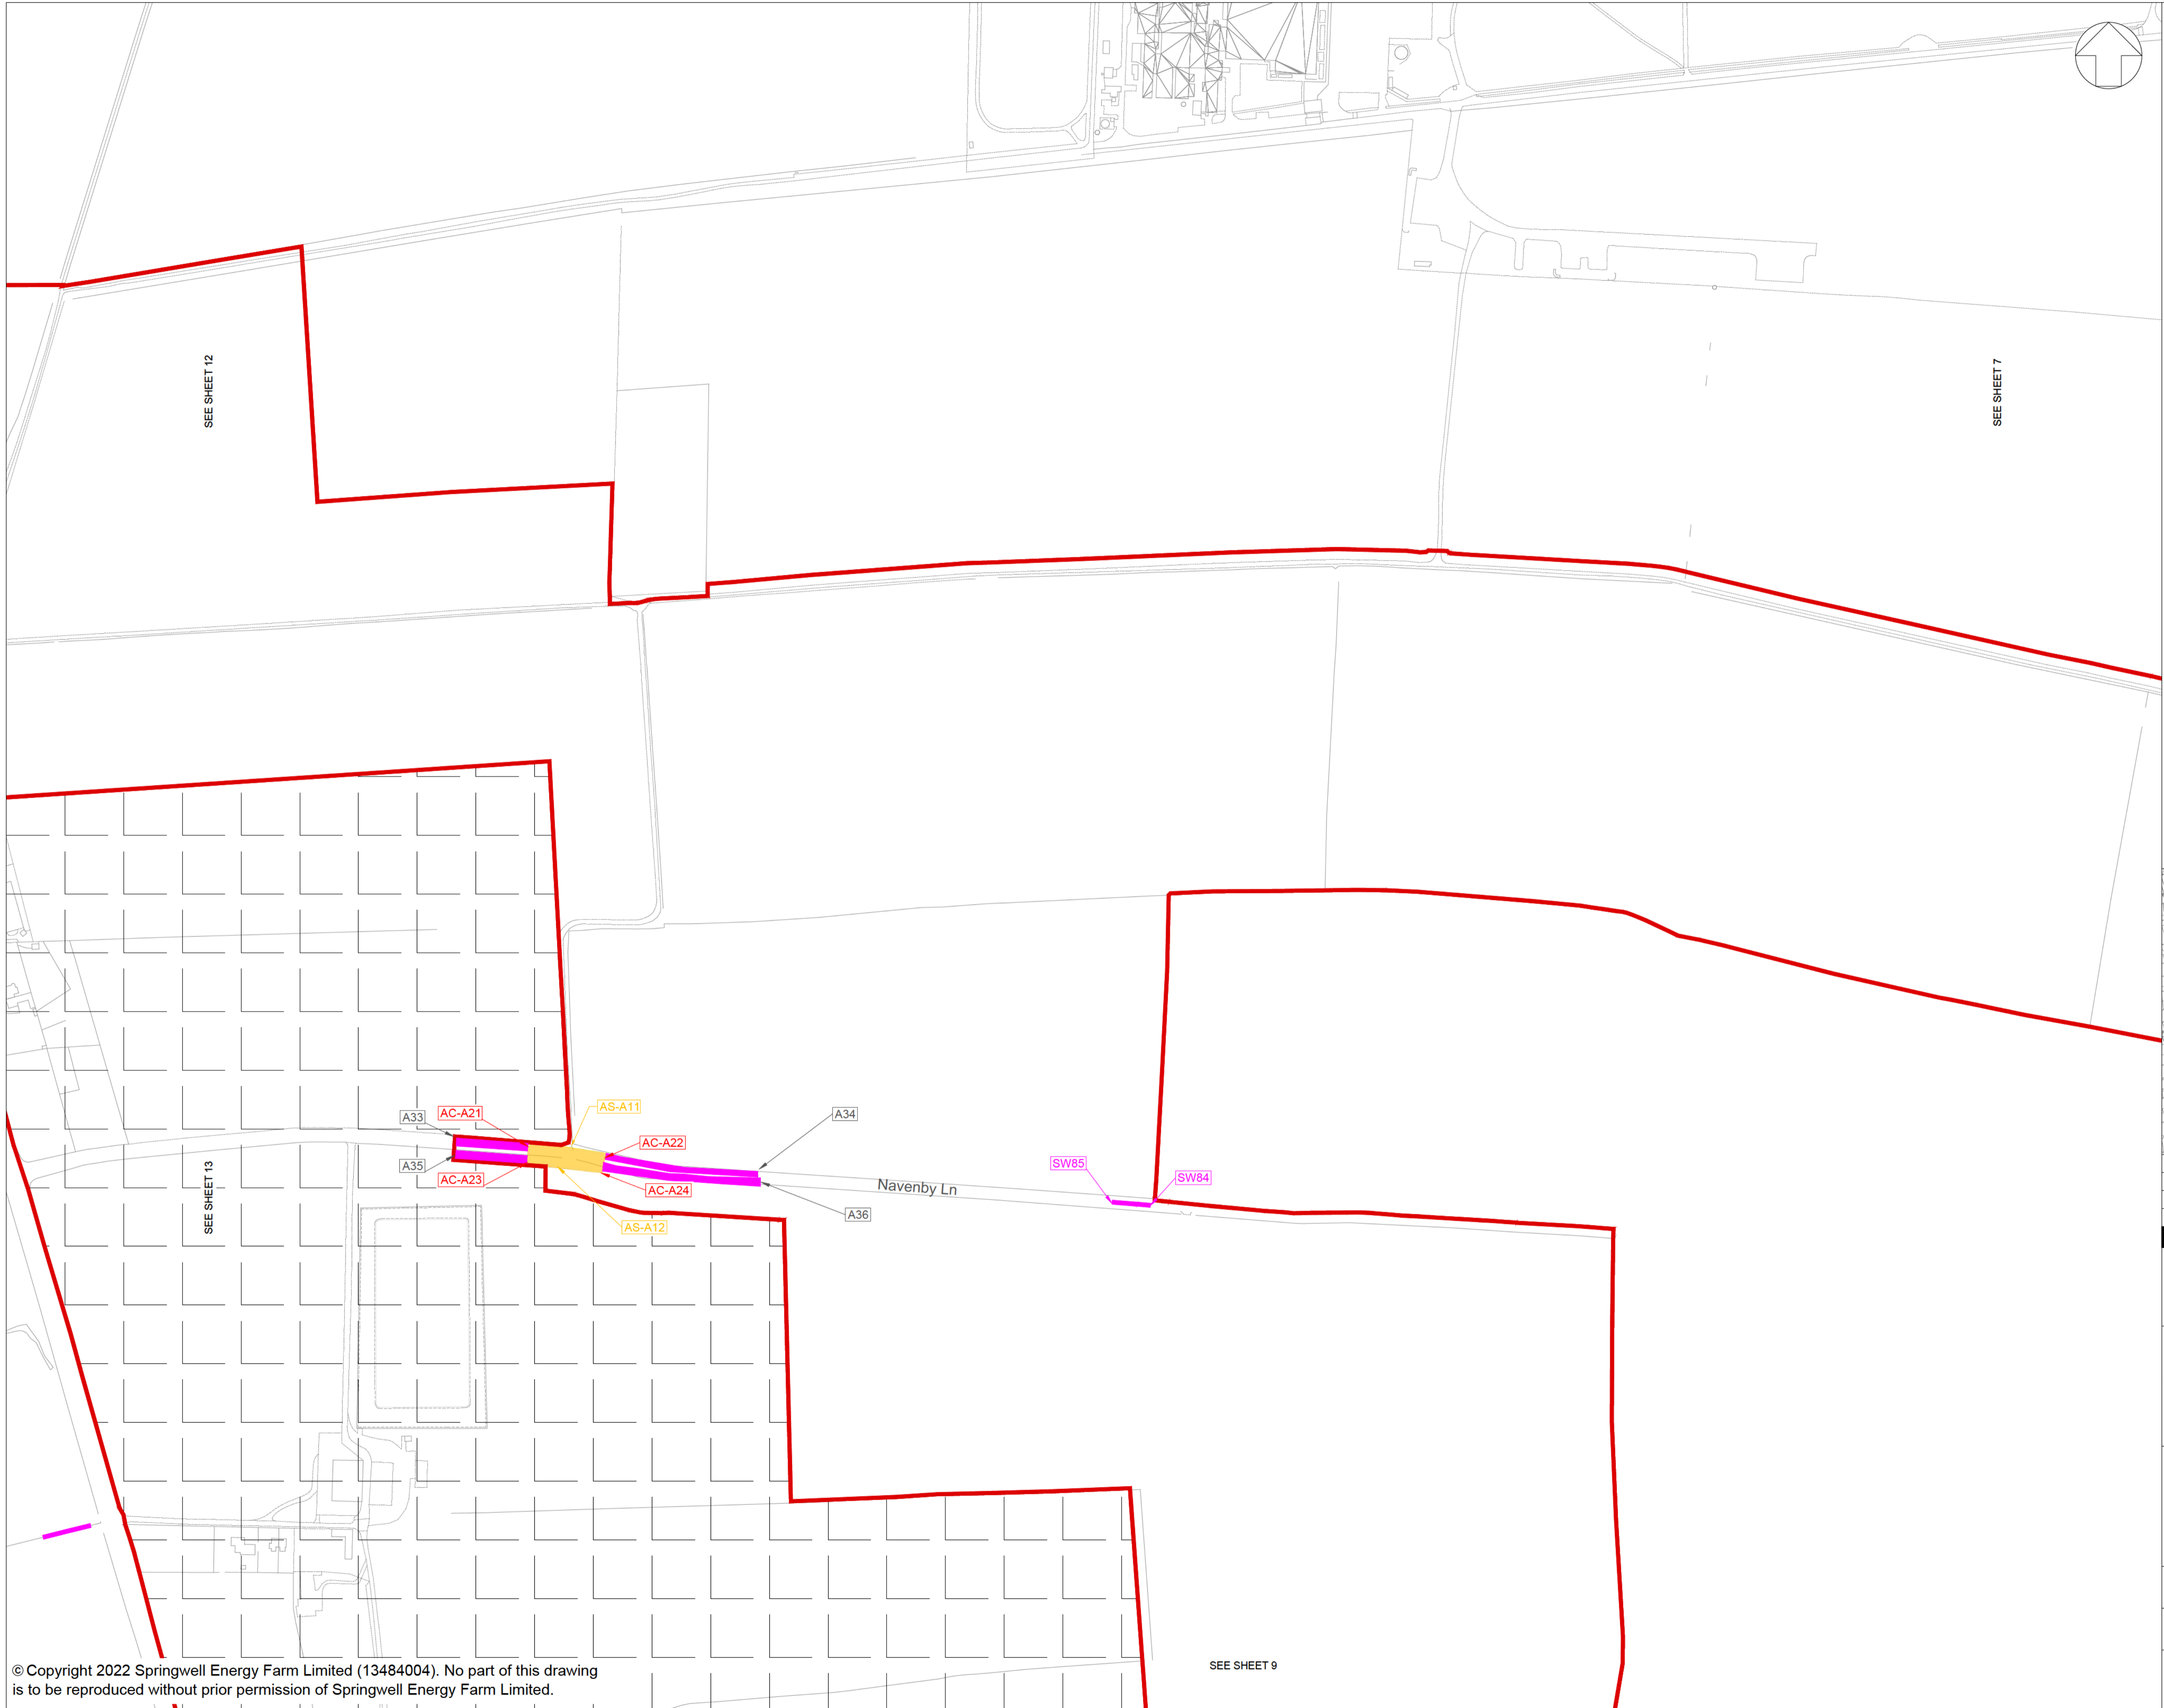 SEE SHEET 12
SEE SHEET 7
AS-A11
AC-A21
A33
A34
AC-A22
A35
SW85
AC-A23
SW84
AC-A24
Navenby Ln
SEE SHEET 13
A36
AS-A12
SEE SHEET 9
© Copyright 2022 Springwell Energy Farm Limited (13484004). No part of this drawing
is to be reproduced without prior permission of Springwell Energy Farm Limited.